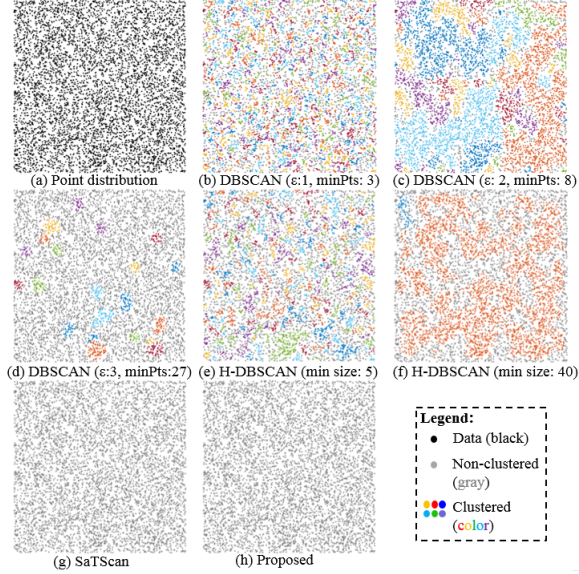 (a) Point distribution
(b) DBSCAN (ε:1, minPts: 3)
(c) DBSCAN (ε: 2, minPts: 8)
(d) DBSCAN (ε:3, minPts:27)
(e) H-DBSCAN (min size: 5)
(f) H-DBSCAN (min size: 40)
(g) SaTScan
(h) Proposed
Legend:
Data (black)
Non-clustered
(gray)
Clustered
(color)